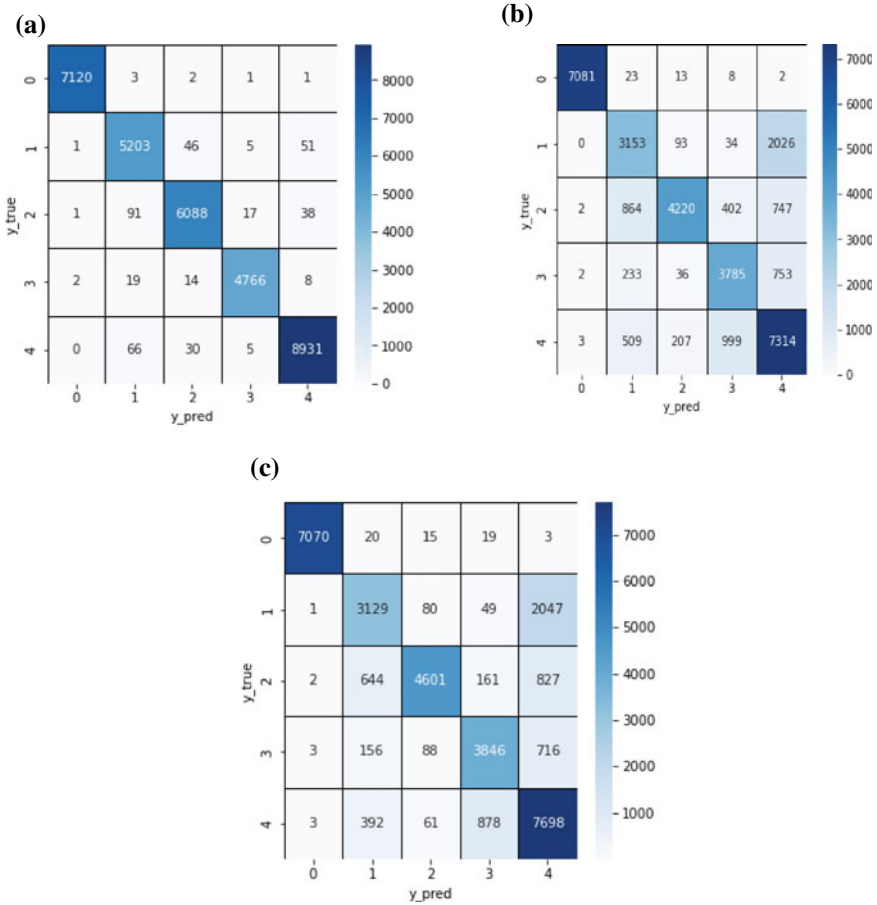 (a)
0 7120 3 2 1 1
1 1 5203 46 5 51
2 1 91 6088 17 38
3 2 19 14 4766 8
4 0 66 30 5 8931
0 1 2 3 4
y_pred
y_true
8000
7000
6000
5000
4000
3000
2000
1000
0
(b)
0 7081 23 13 8 2
1 0 3153 93 34 2026
2 2 864 4220 402 747
3 2 233 36 3785 753
4 3 509 207 999 7314
0 1 2 3 4
y_pred
y_true
7000
6000
5000
4000
3000
2000
1000
0
(c)
0 7070 20 15 19 3
1 1 3129 80 49 2047
2 2 644 4601 161 827
3 3 156 88 3846 716
4 3 392 61 878 7698
0 1 2 3 4
y_pred
y_true
7000
6000
5000
4000
3000
2000
1000